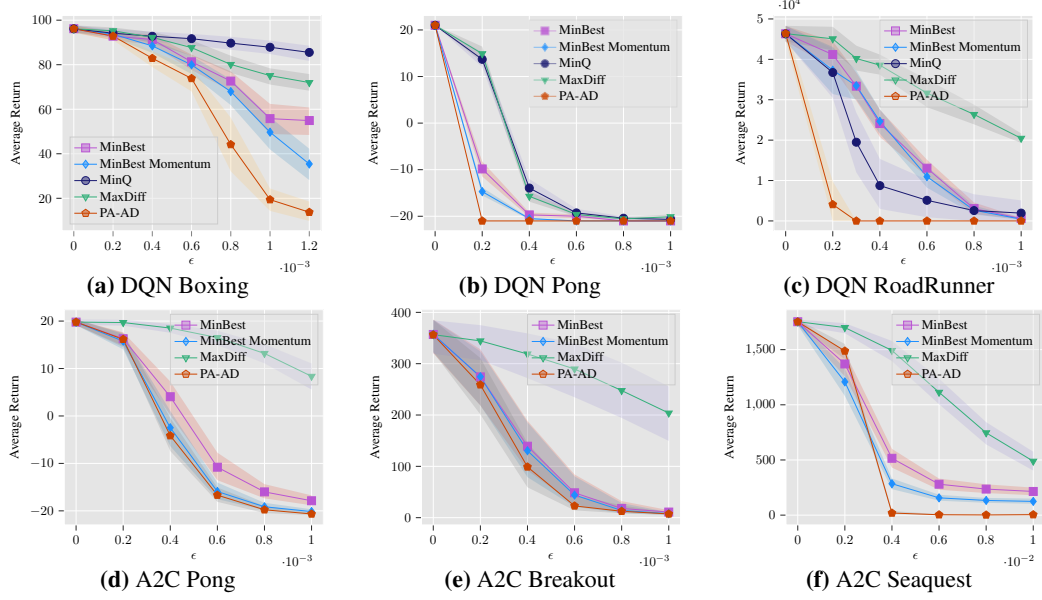 100
80
60
40
20
Average Return
MinBest
MinBest Momentum
MinQ
MaxDiff
PA-AD
0
0.2
0.4
0.6
0.8
1
1.2
ϵ
·10⁻³
(a) DQN Boxing
20
10
0
−10
−20
Average Return
MinBest
MinBest Momentum
MinQ
MaxDiff
PA-AD
0
0.2
0.4
0.6
0.8
1
ϵ
·10⁻³
(b) DQN Pong
·10⁴
5
4
3
2
1
0
Average Return
MinBest
MinBest Momentum
MinQ
MaxDiff
PA-AD
0
0.2
0.4
0.6
0.8
1
ϵ
·10⁻³
(c) DQN RoadRunner
20
10
0
−10
−20
Average Return
MinBest
MinBest Momentum
MaxDiff
PA-AD
0
0.2
0.4
0.6
0.8
1
ϵ
·10⁻³
(d) A2C Pong
400
300
200
100
0
Average Return
MinBest
MinBest Momentum
MaxDiff
PA-AD
0
0.2
0.4
0.6
0.8
1
ϵ
·10⁻³
(e) A2C Breakout
1,500
1,000
500
0
Average Return
MinBest
MinBest Momentum
MaxDiff
PA-AD
0
0.2
0.4
0.6
0.8
1
ϵ
·10⁻²
(f) A2C Seaquest